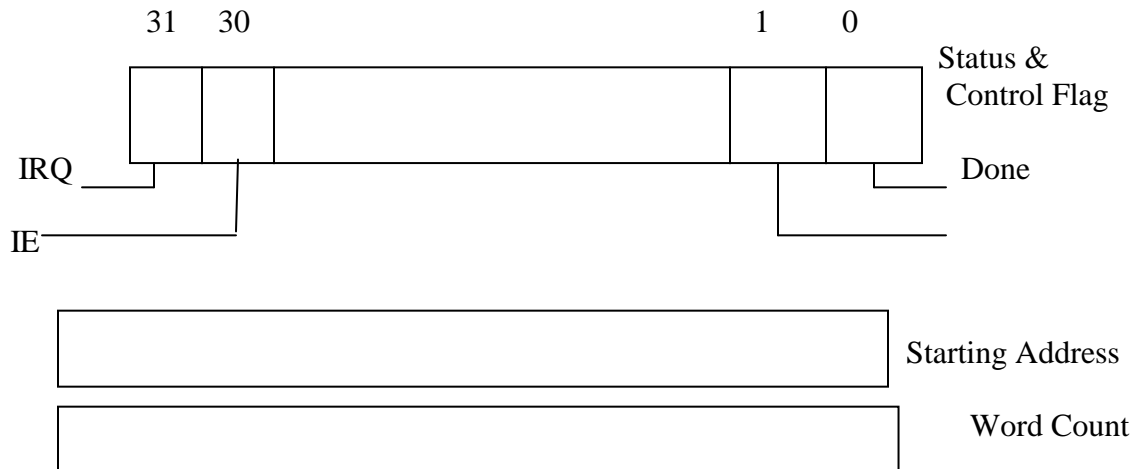 31 30 1 0
Status &
Control Flag
IRQ
Done
IE
Starting Address
Word Count